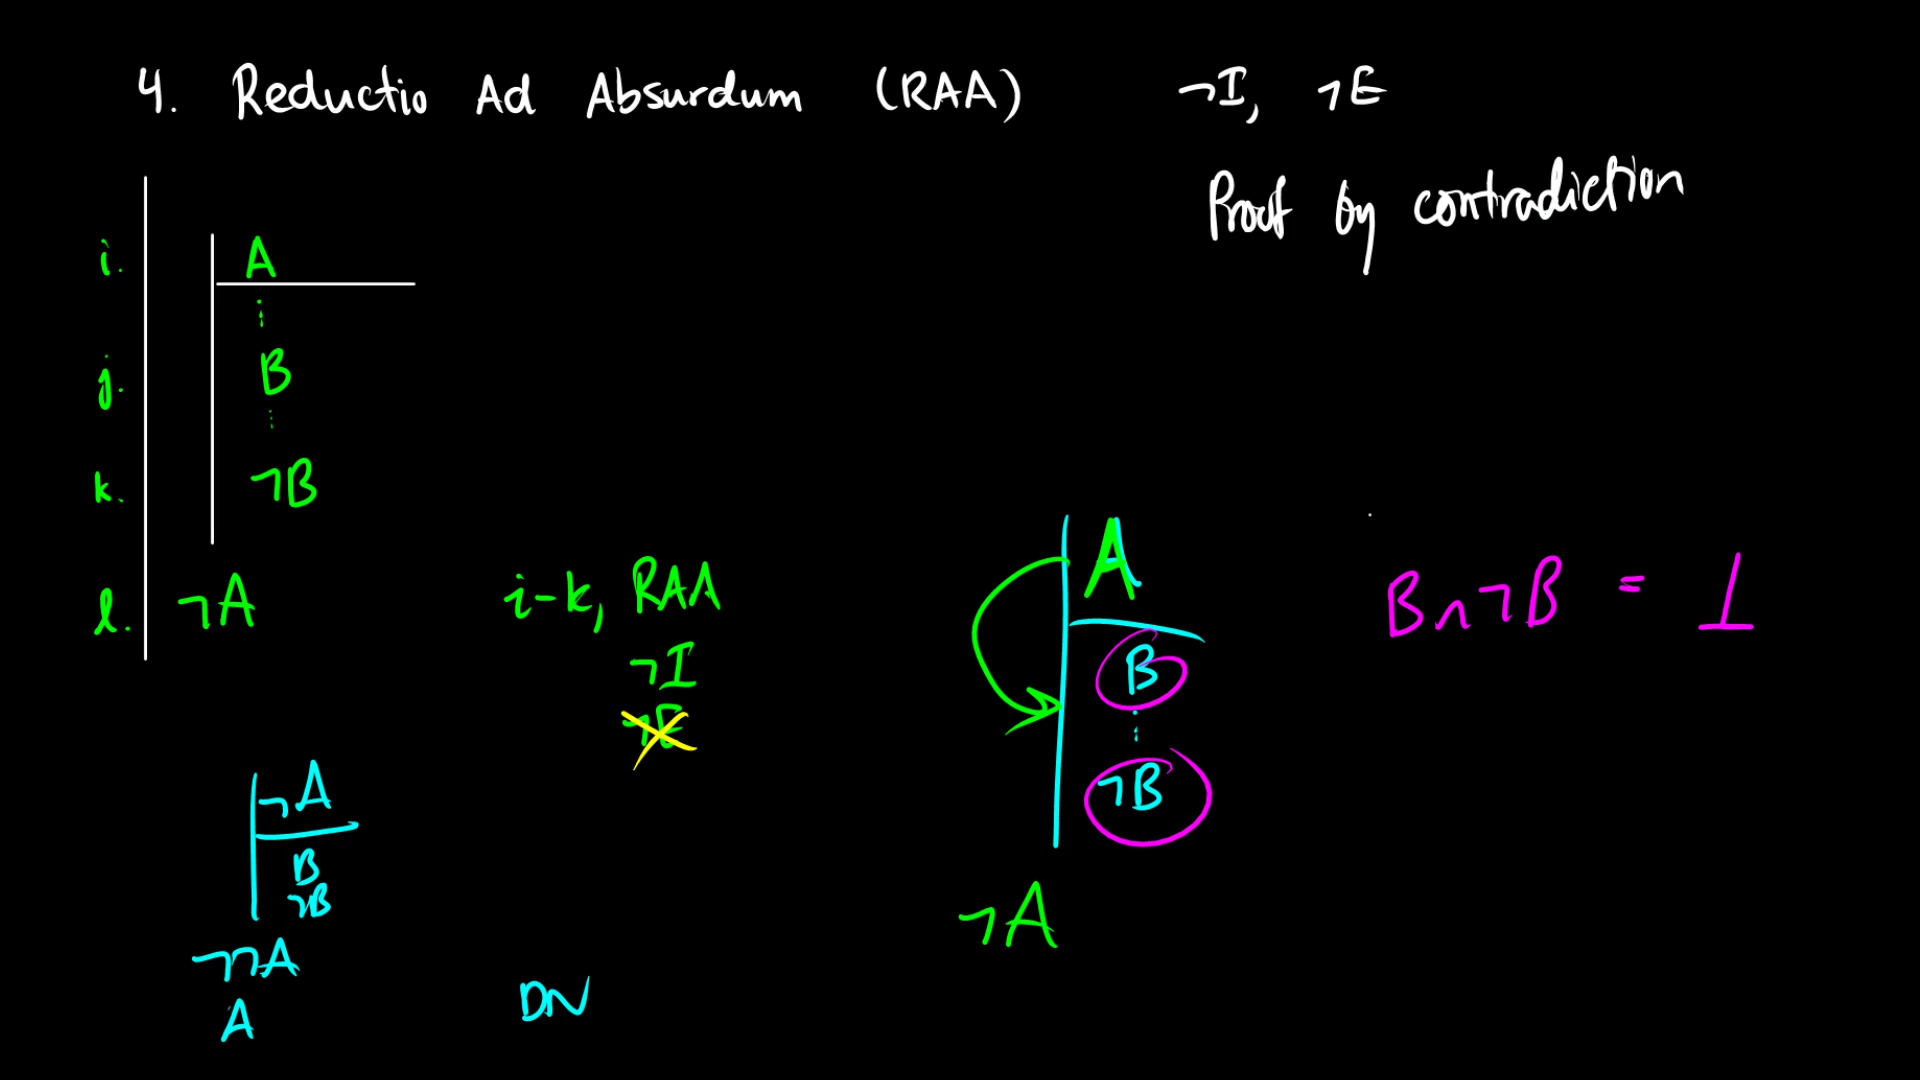 4. Reductio Ad Absurdum (RAA) ¬I, ¬E
Proof by contradiction
i. A
⋮
j. B
⋮
k. ¬B
l. ¬A i-k, RAA
¬I
¬E
¬A
B
¬B
¬¬A
A DN
A
B
⋮
¬B
¬A
B∧¬B = ⊥